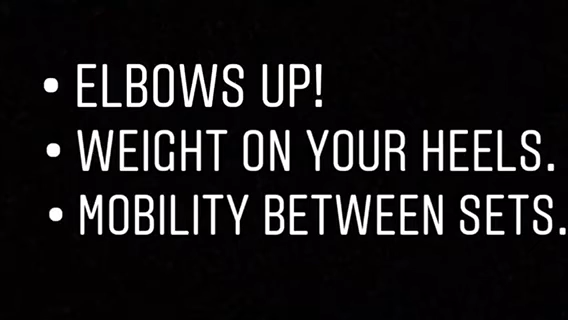 • ELBOWS UP!
• WEIGHT ON YOUR HEELS.
• MOBILITY BETWEEN SETS.